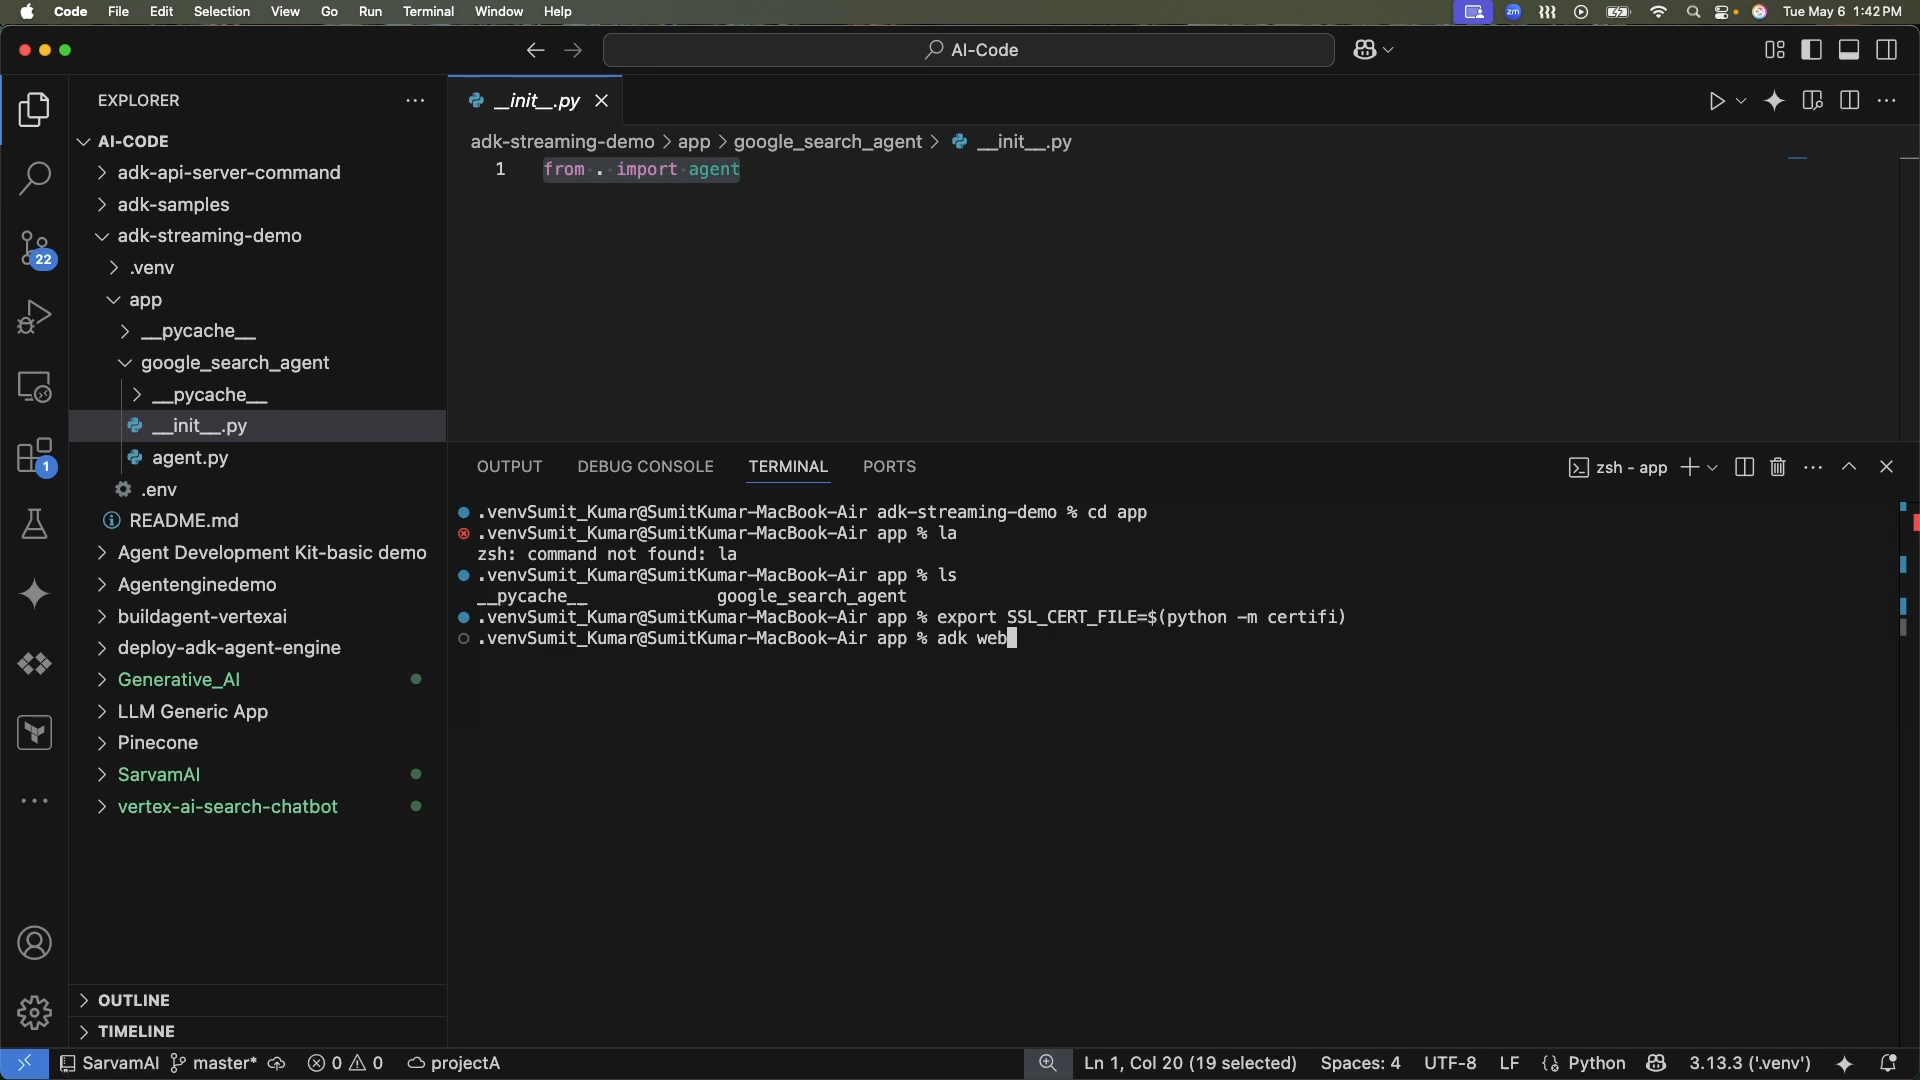 Code File Edit Selection View Go Run Terminal Window Help
zm
Tue May 6 1:42 PM
AI-Code
EXPLORER
AI-CODE
adk-api-server-command
adk-samples
adk-streaming-demo
.venv
app
__pycache__
google_search_agent
__pycache__
__init__.py
agent.py
.env
README.md
Agent Development Kit-basic demo
Agentenginedemo
buildagent-vertexai
deploy-adk-agent-engine
Generative_AI
LLM Generic App
Pinecone
SarvamAI
vertex-ai-search-chatbot
OUTLINE
TIMELINE
22
1
__init__.py
adk-streaming-demo > app > google_search_agent > __init__.py
1 from . import agent
OUTPUT DEBUG CONSOLE TERMINAL PORTS
zsh - app
.venvSumit_Kumar@SumitKumar-MacBook-Air adk-streaming-demo % cd app
.venvSumit_Kumar@SumitKumar-MacBook-Air app % la
zsh: command not found: la
.venvSumit_Kumar@SumitKumar-MacBook-Air app % ls
__pycache__ google_search_agent
.venvSumit_Kumar@SumitKumar-MacBook-Air app % export SSL_CERT_FILE=$(python -m certifi)
.venvSumit_Kumar@SumitKumar-MacBook-Air app % adk web
SarvamAI master* 0 0 projectA
Ln 1, Col 20 (19 selected) Spaces: 4 UTF-8 LF {} Python 3.13.3 ('.venv')